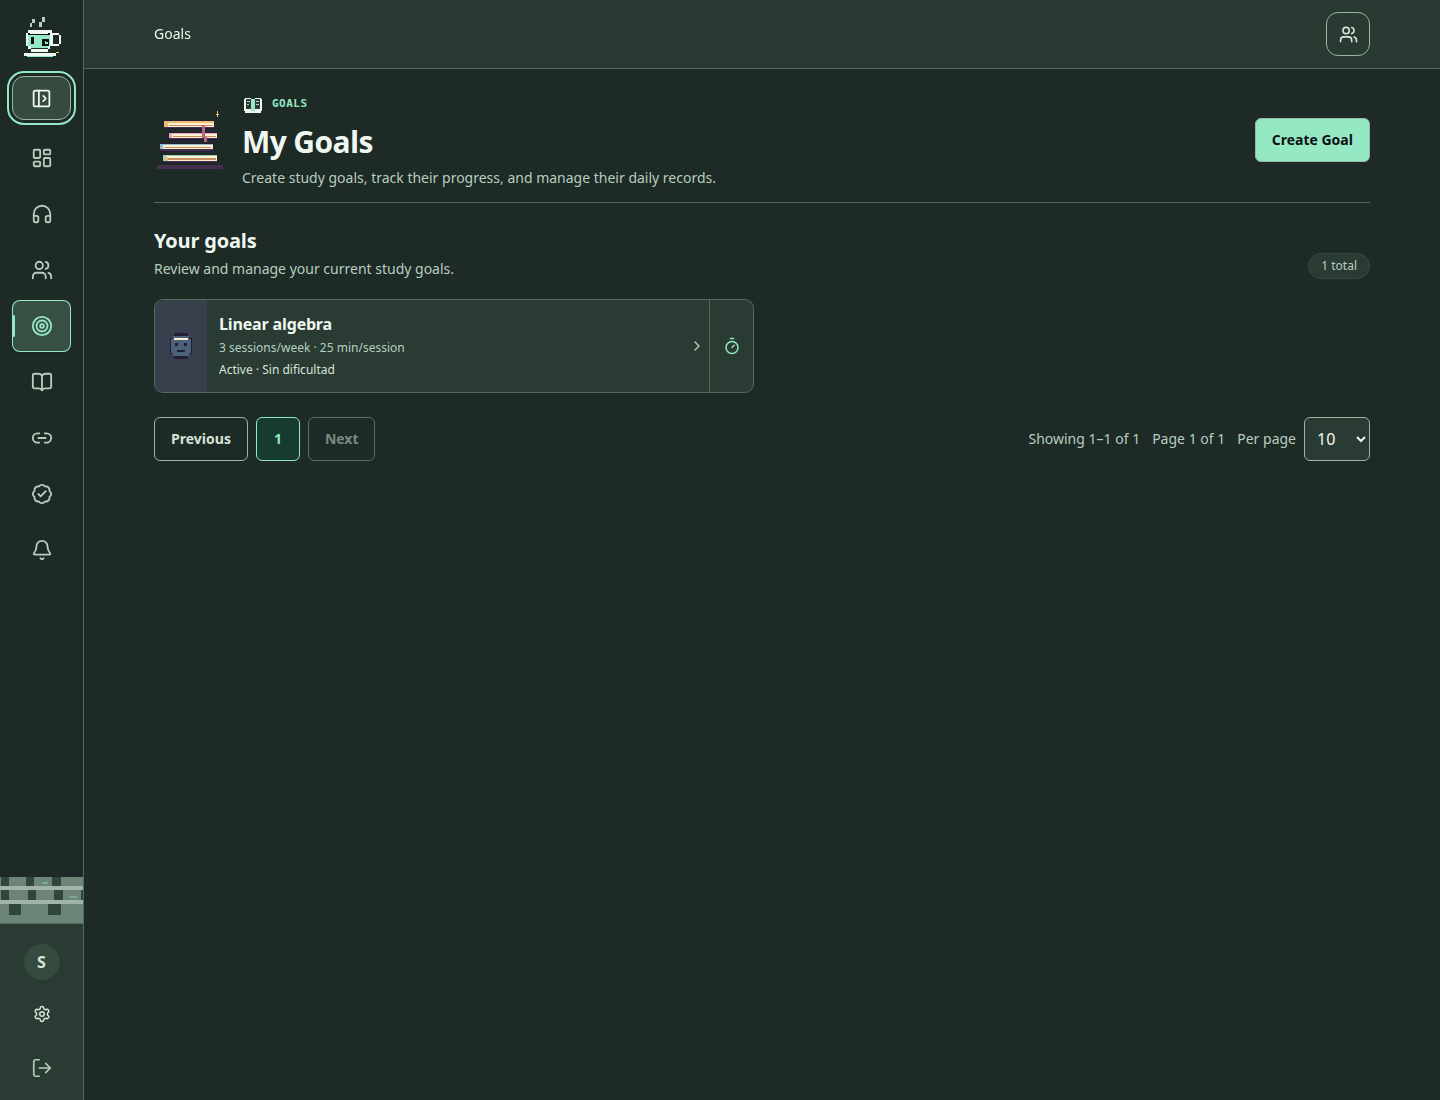 Goals
GOALS
My Goals
Create study goals, track their progress, and manage their daily records.
Create Goal
Your goals
Review and manage your current study goals.
1 total
Linear algebra
3 sessions/week · 25 min/session
Active · Sin dificultad
Previous 1 Next
Showing 1–1 of 1 Page 1 of 1 Per page 10
S